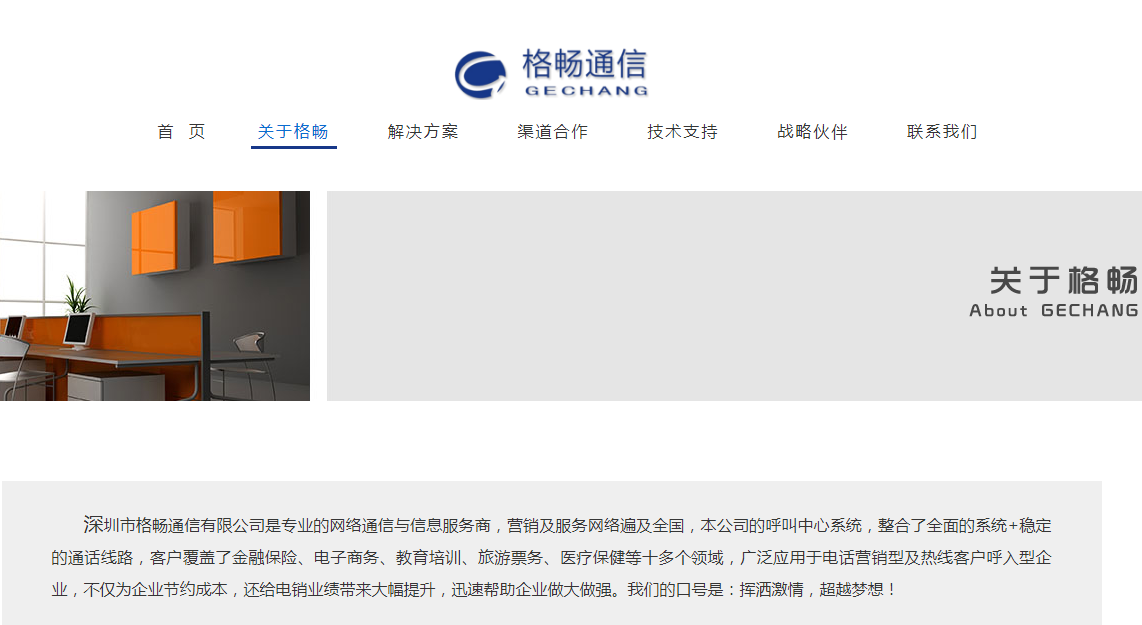 格畅通信
GECHANG
首 页 关于格畅 解决方案 渠道合作 技术支持 战略伙伴 联系我们
关于格畅
About GECHANG
深圳市格畅通信有限公司是专业的网络通信与信息服务商，营销及服务网络遍及全国，本公司的呼叫中心系统，整合了全面的系统+稳定
的通话线路，客户覆盖了金融保险、电子商务、教育培训、旅游票务、医疗保健等十多个领域，广泛应用于电话营销型及热线客户呼入型企
业，不仅为企业节约成本，还给电销业绩带来大幅提升，迅速帮助企业做大做强。我们的口号是：挥洒激情，超越梦想！